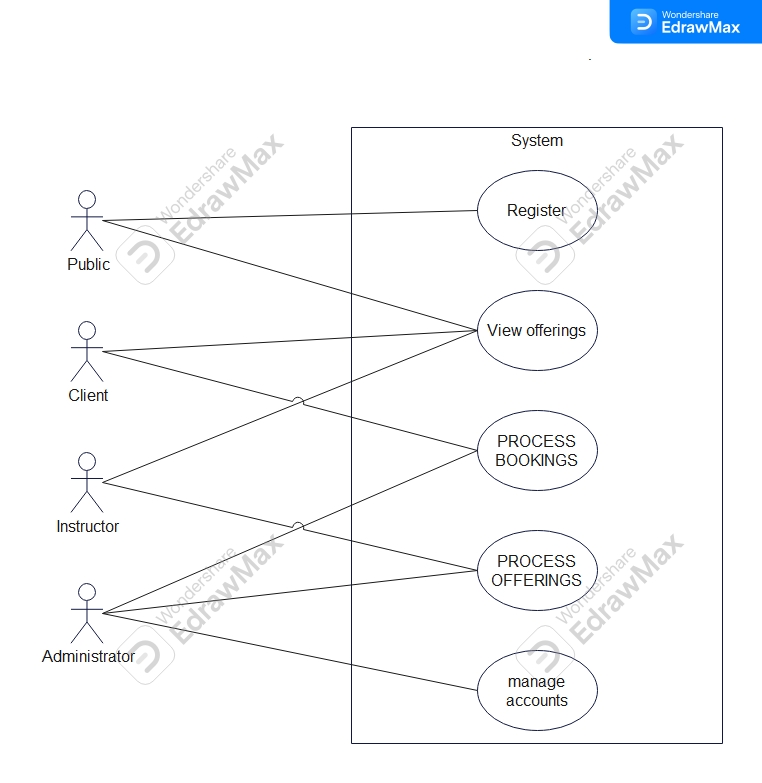 Wondershare
EdrawMax
System
Wondershare
EdrawMax
Wondershare
EdrawMax
Register
Public
View offerings
Client
PROCESS
BOOKINGS
Instructor
PROCESS
OFFERINGS
Wondershare
EdrawMax
Wondershare
EdrawMax
Administrator
manage
accounts